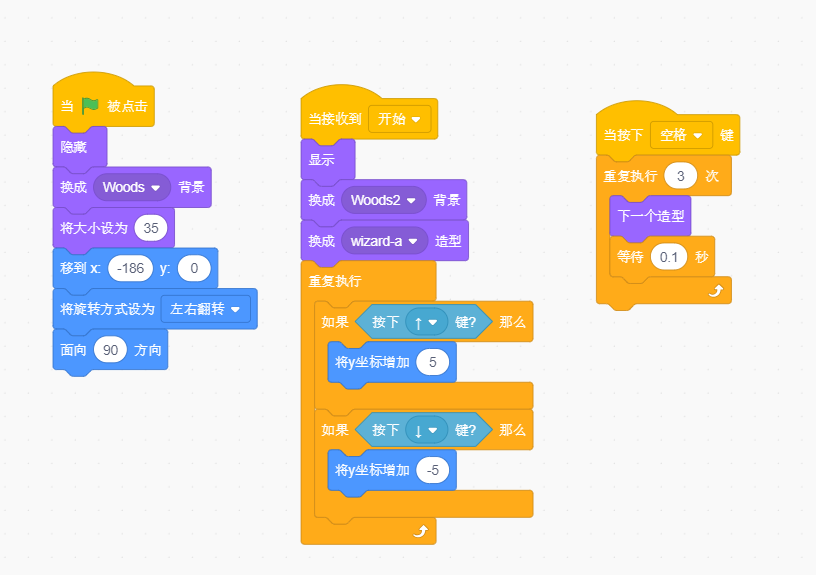 当 被点击
隐藏
换成 Woods 背景
将大小设为 35
移到 x: -186 y: 0
将旋转方式设为 左右翻转
面向 90 方向
当接收到 开始
显示
换成 Woods2 背景
换成 wizard-a 造型
重复执行
如果 按下 ↑ 键? 那么
将y坐标增加 5
如果 按下 ↓ 键? 那么
将y坐标增加 -5
当按下 空格 键
重复执行 3 次
下一个造型
等待 0.1 秒